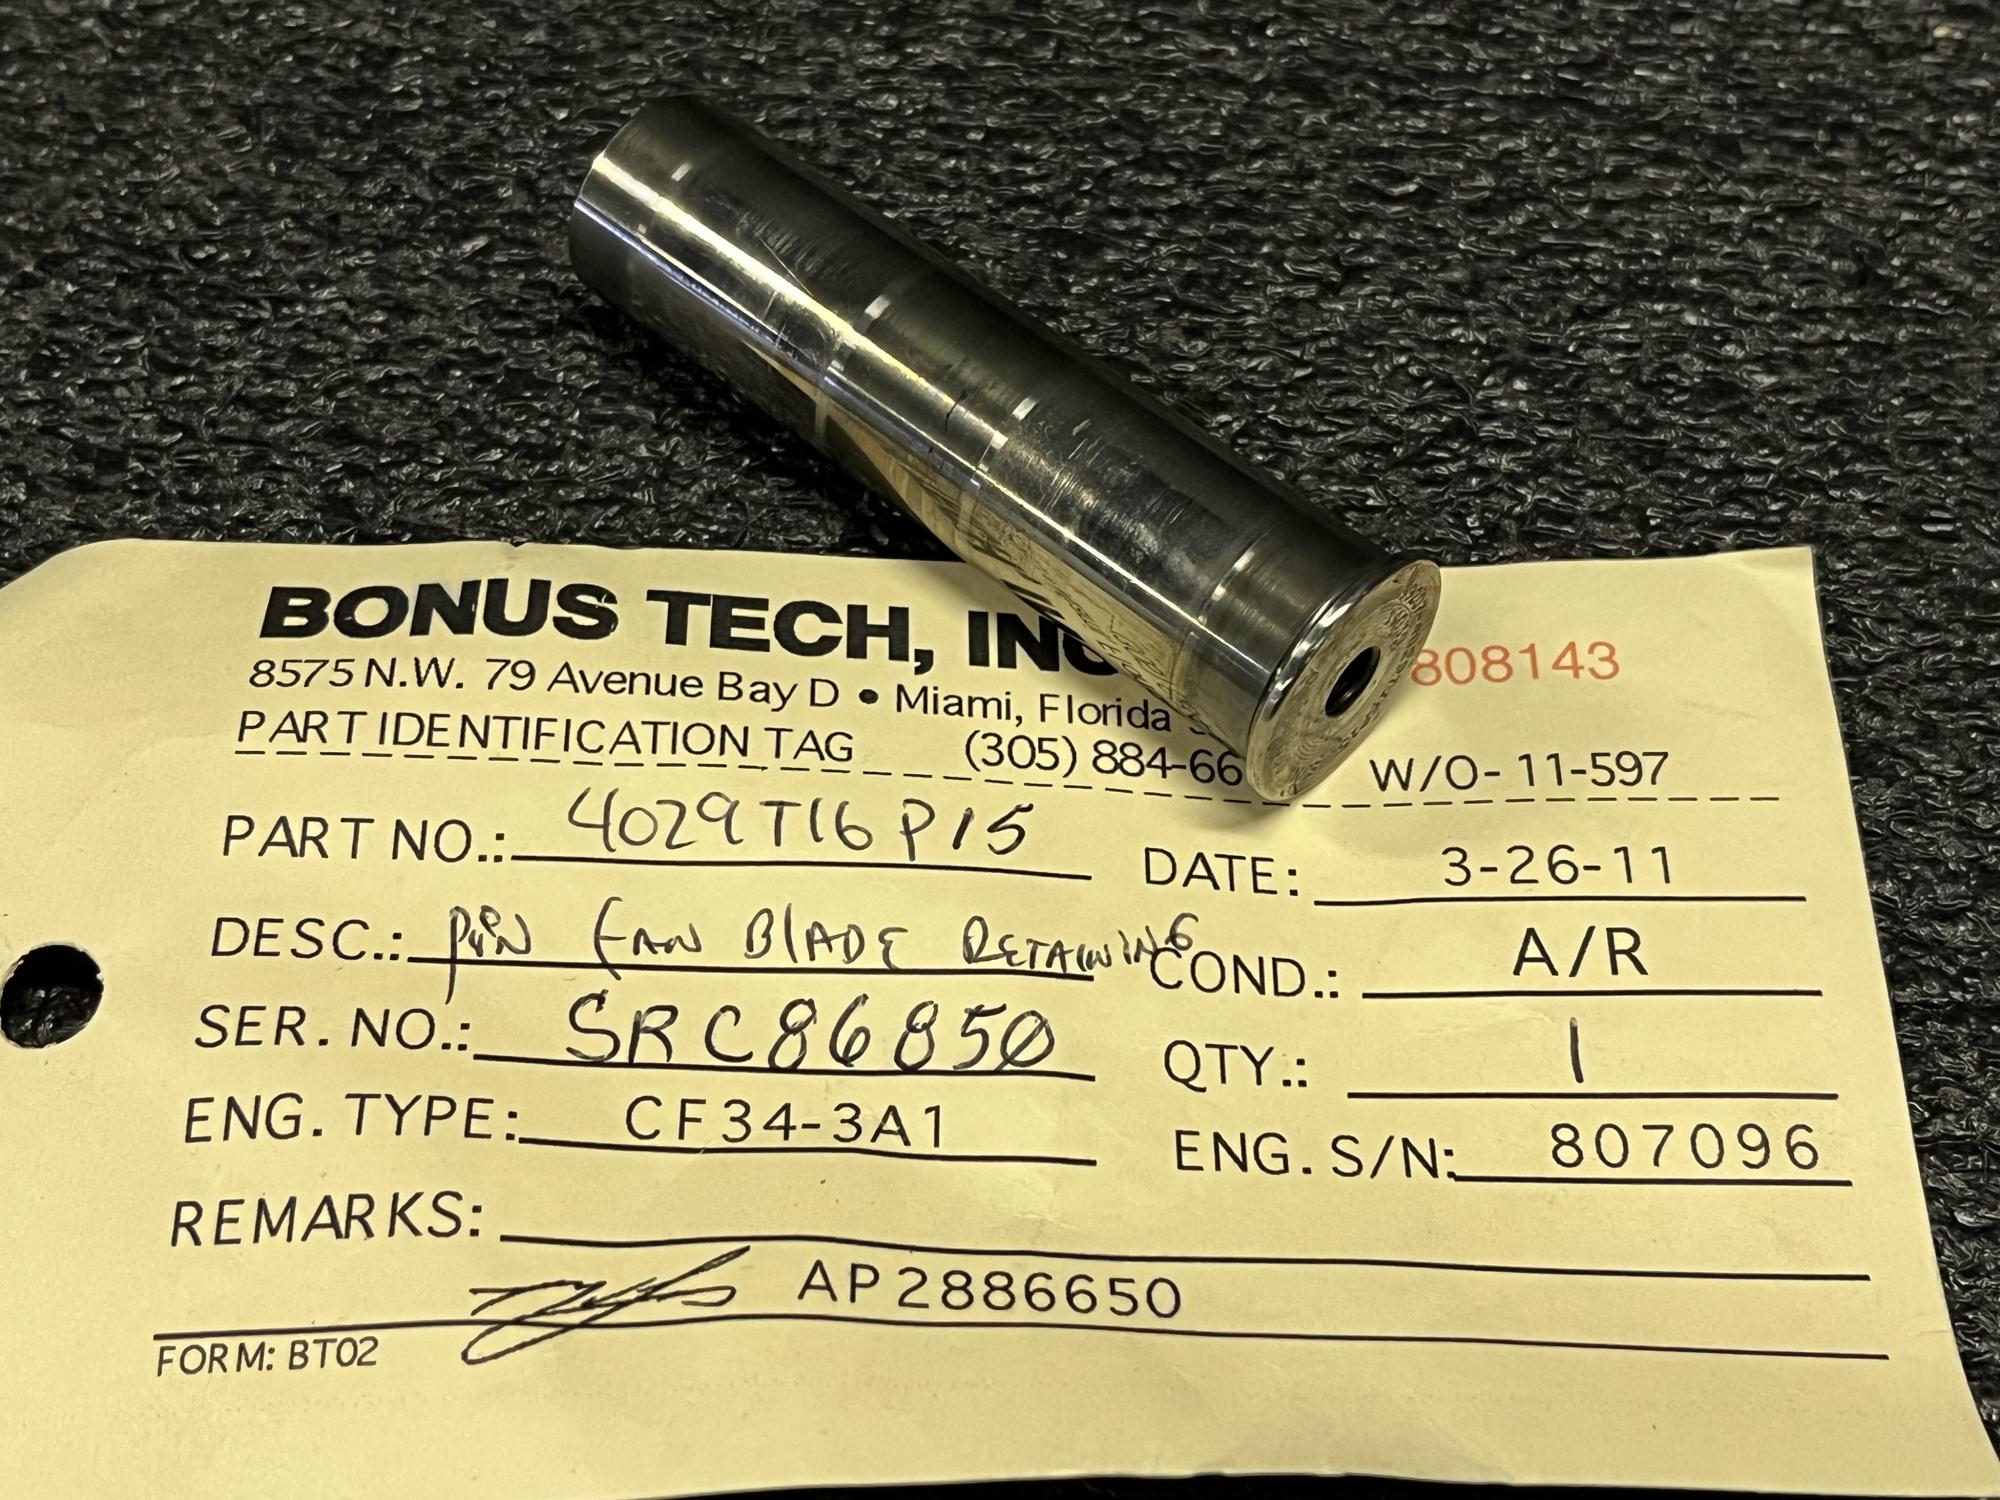 BONUS TECH, INC
808143
8575 N.W. 79 Avenue Bay D • Miami, Florida
PART IDENTIFICATION TAG (305) 884-66
W/O- 11-597
PART NO.: 4029T16P15
DATE: 3-26-11
DESC.: PIN FAN BLADE RETAINING
COND.: A/R
SER. NO.: SRC86850
QTY.: 1
ENG. TYPE: CF34-3A1
ENG. S/N: 807096
REMARKS:
AP2886650
FORM: BT02